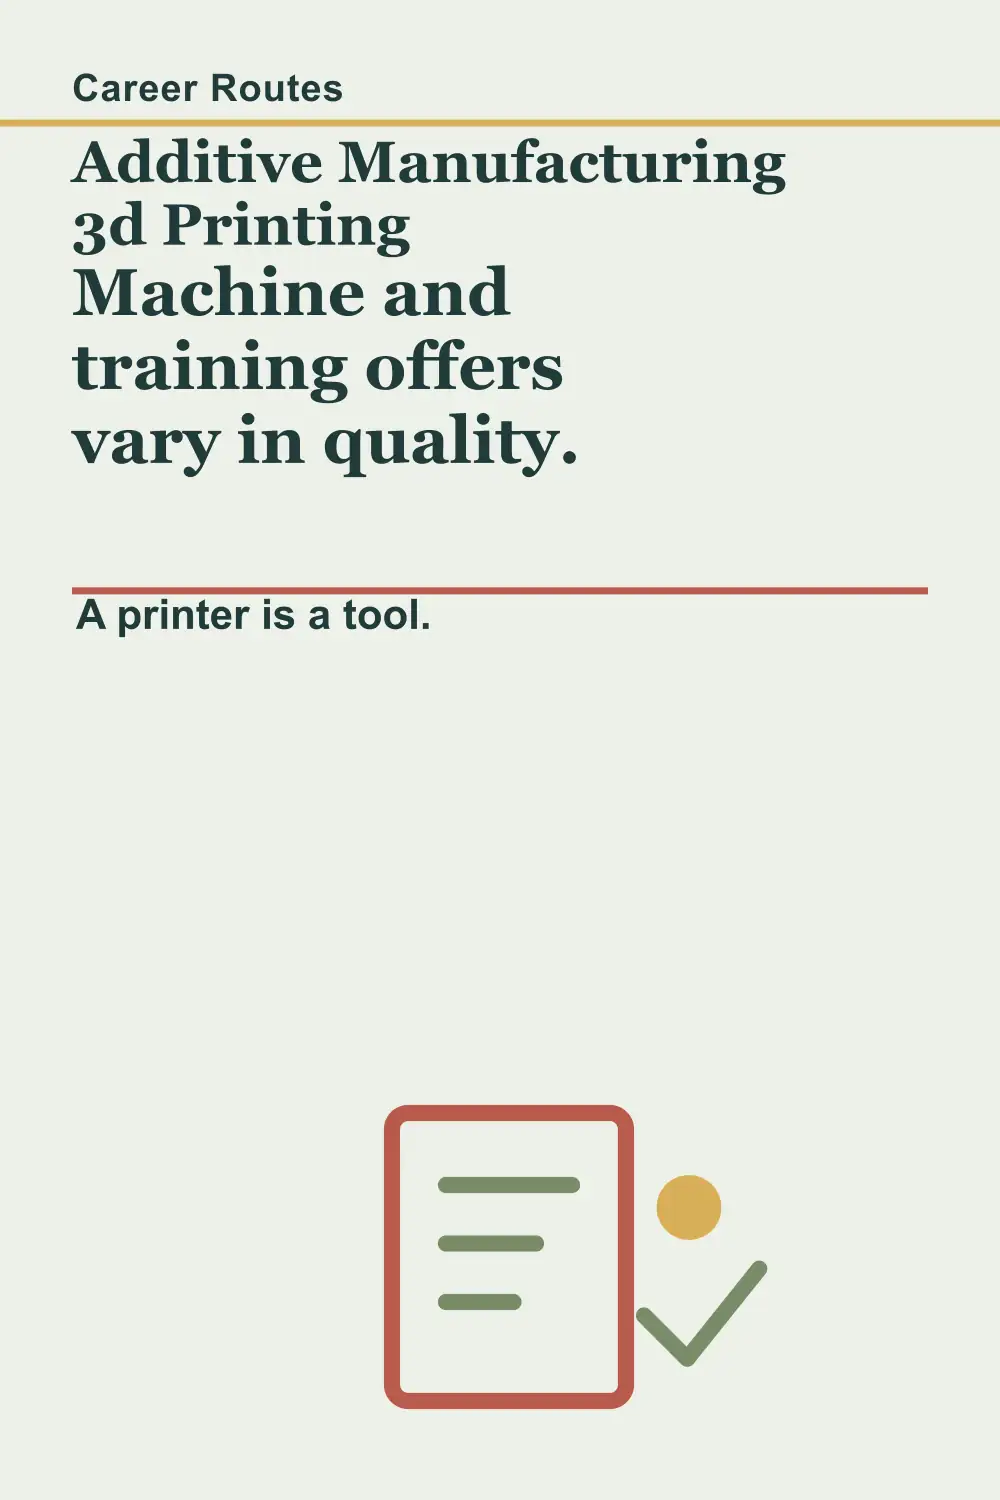 Career Routes
Additive Manufacturing
3d Printing
Machine and
training offers
vary in quality.
A printer is a tool.